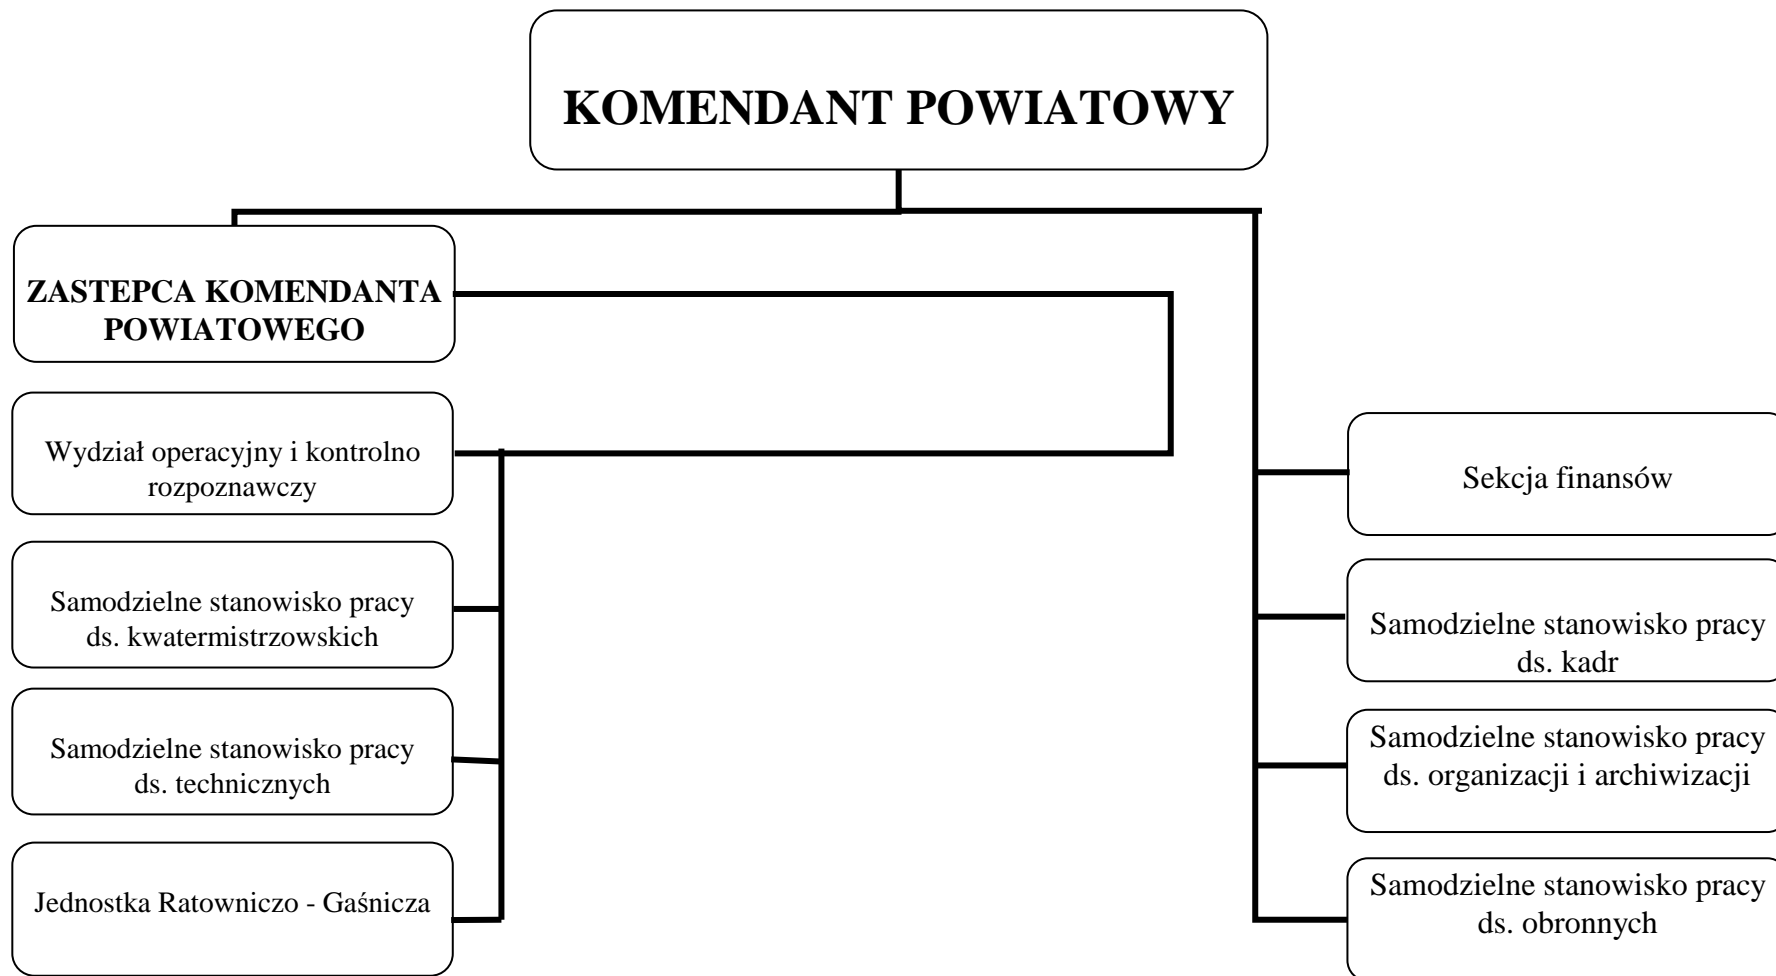 KOMENDANT POWIATOWY
ZASTEPCA KOMENDANTA
POWIATOWEGO
Wydział operacyjny i kontrolno
rozpoznawczy
Samodzielne stanowisko pracy
ds. kwatermistrzowskich
Samodzielne stanowisko pracy
ds. technicznych
Jednostka Ratowniczo - Gaśnicza
Sekcja finansów
Samodzielne stanowisko pracy
ds. kadr
Samodzielne stanowisko pracy
ds. organizacji i archiwizacji
Samodzielne stanowisko pracy
ds. obronnych